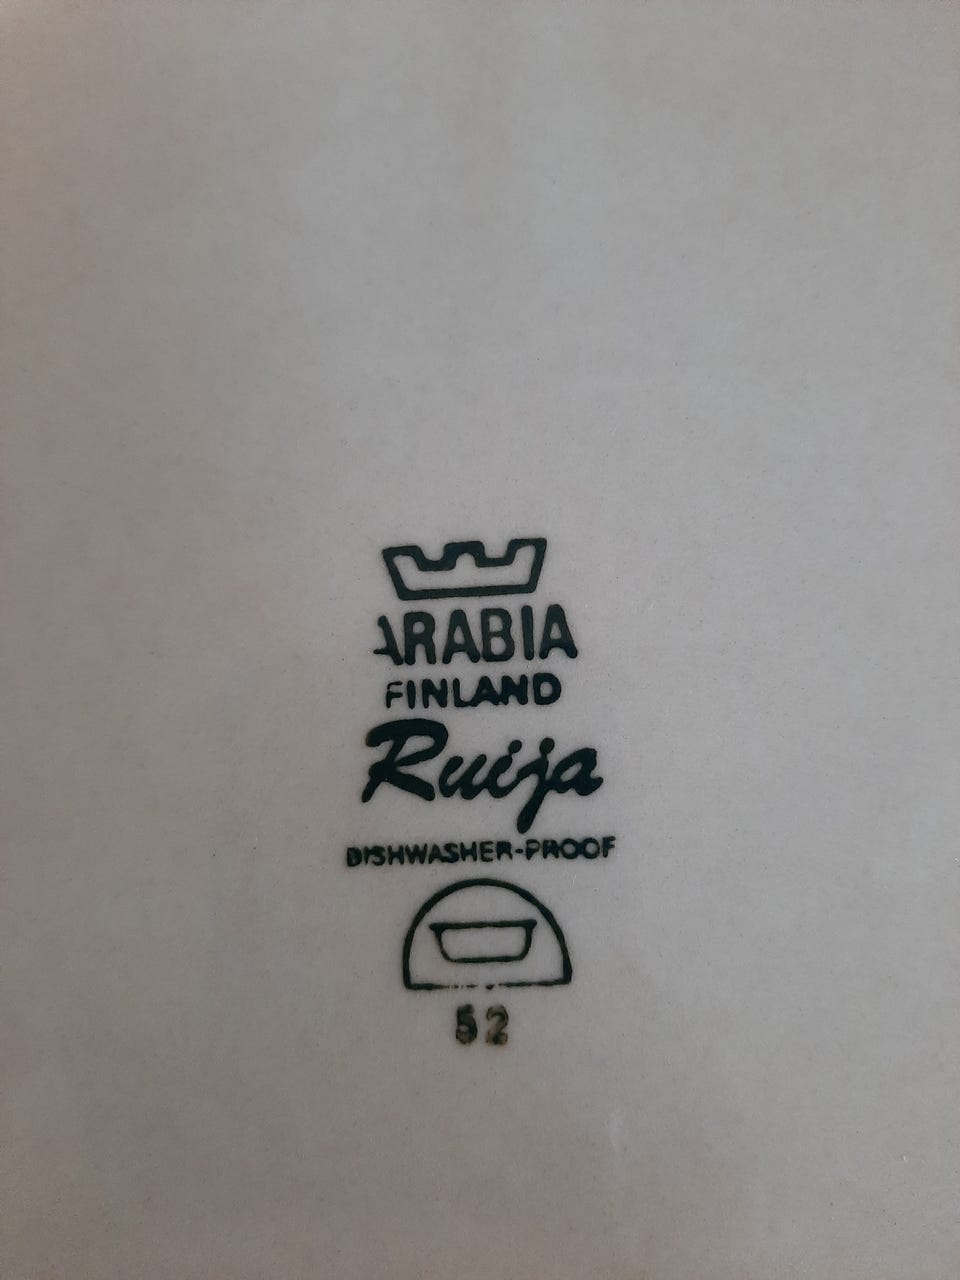 ARABIA
FINLAND
Ruija
DISHWASHER-PROOF
52